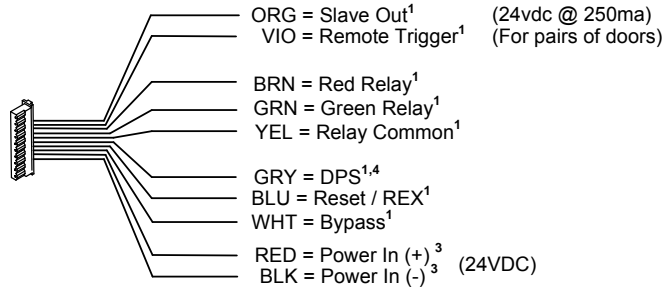 ORG = Slave Out¹ (24vdc @ 250ma)
VIO = Remote Trigger¹ (For pairs of doors)
BRN = Red Relay¹
GRN = Green Relay¹
YEL = Relay Common¹
GRY = DPS¹,⁴
BLU = Reset / REX¹
WHT = Bypass¹
RED = Power In (+) ³ (24VDC)
BLK = Power In (-) ³